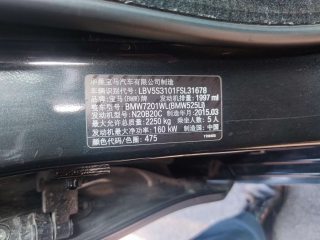 华晨宝马汽车有限公司制造
车辆识别代号: LBV5S3101FSL31678
品牌: 宝马 (BMW) 牌 发动机排量: 1997 ml
整车型号: BMW7201WL(BMW525Li)
发动机型号: N20B20C 制造年月: 2015.03
最大允许总质量: 2250 kg 乘坐人数: 5
发动机最大净功率: 160 kW 制造国: 中国
颜色代码/色圈: 475